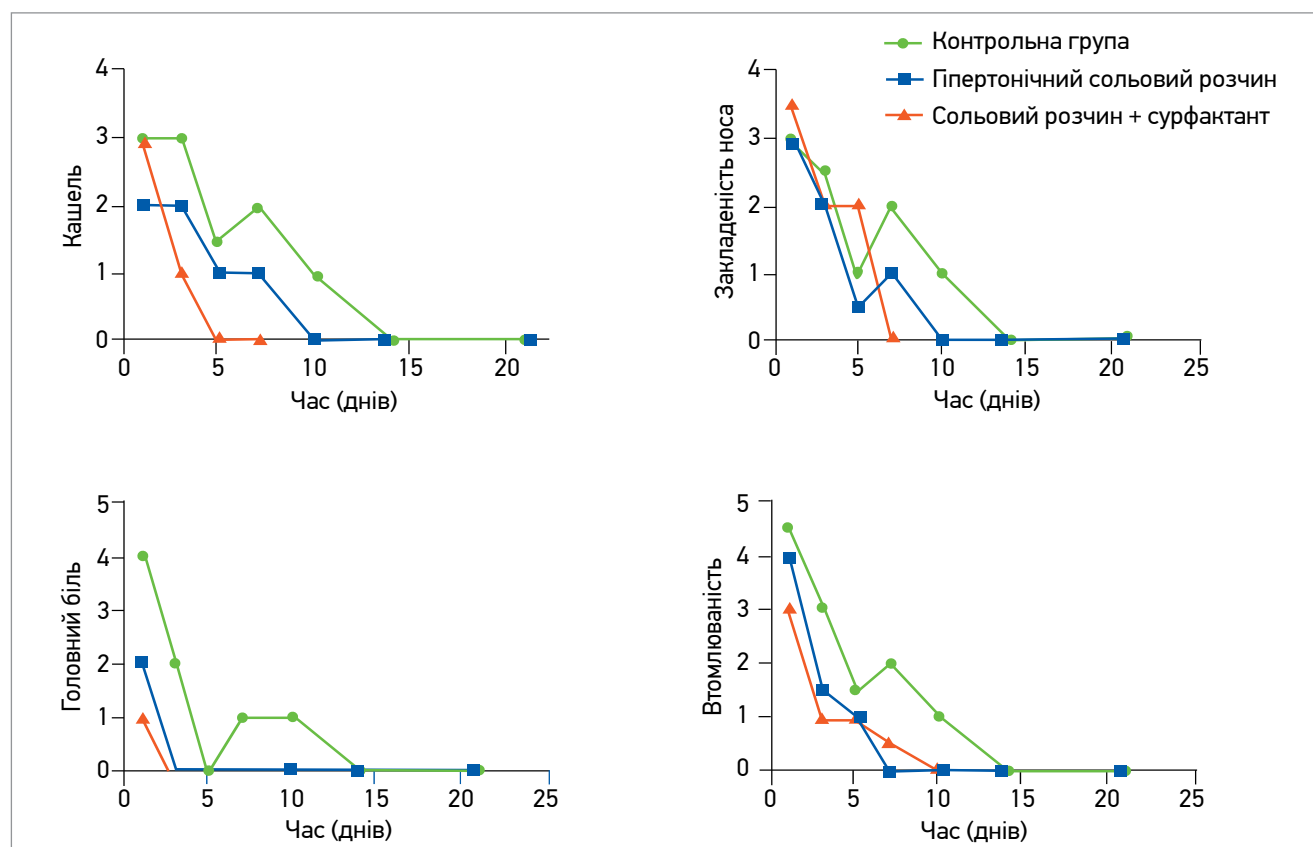 Контрольна група
Гіпертонічний сольовий розчин
Сольовий розчин + сурфактант
Кашель
4
3
2
1
0
0 5 10 15 20
Час (днів)
Закладеність носа
4
3
2
1
0
0 5 10 15 20 25
Час (днів)
Головний біль
5
4
3
2
1
0
0 5 10 15 20 25
Час (днів)
Втомлюваність
5
4
3
2
1
0
0 5 10 15 20 25
Час (днів)